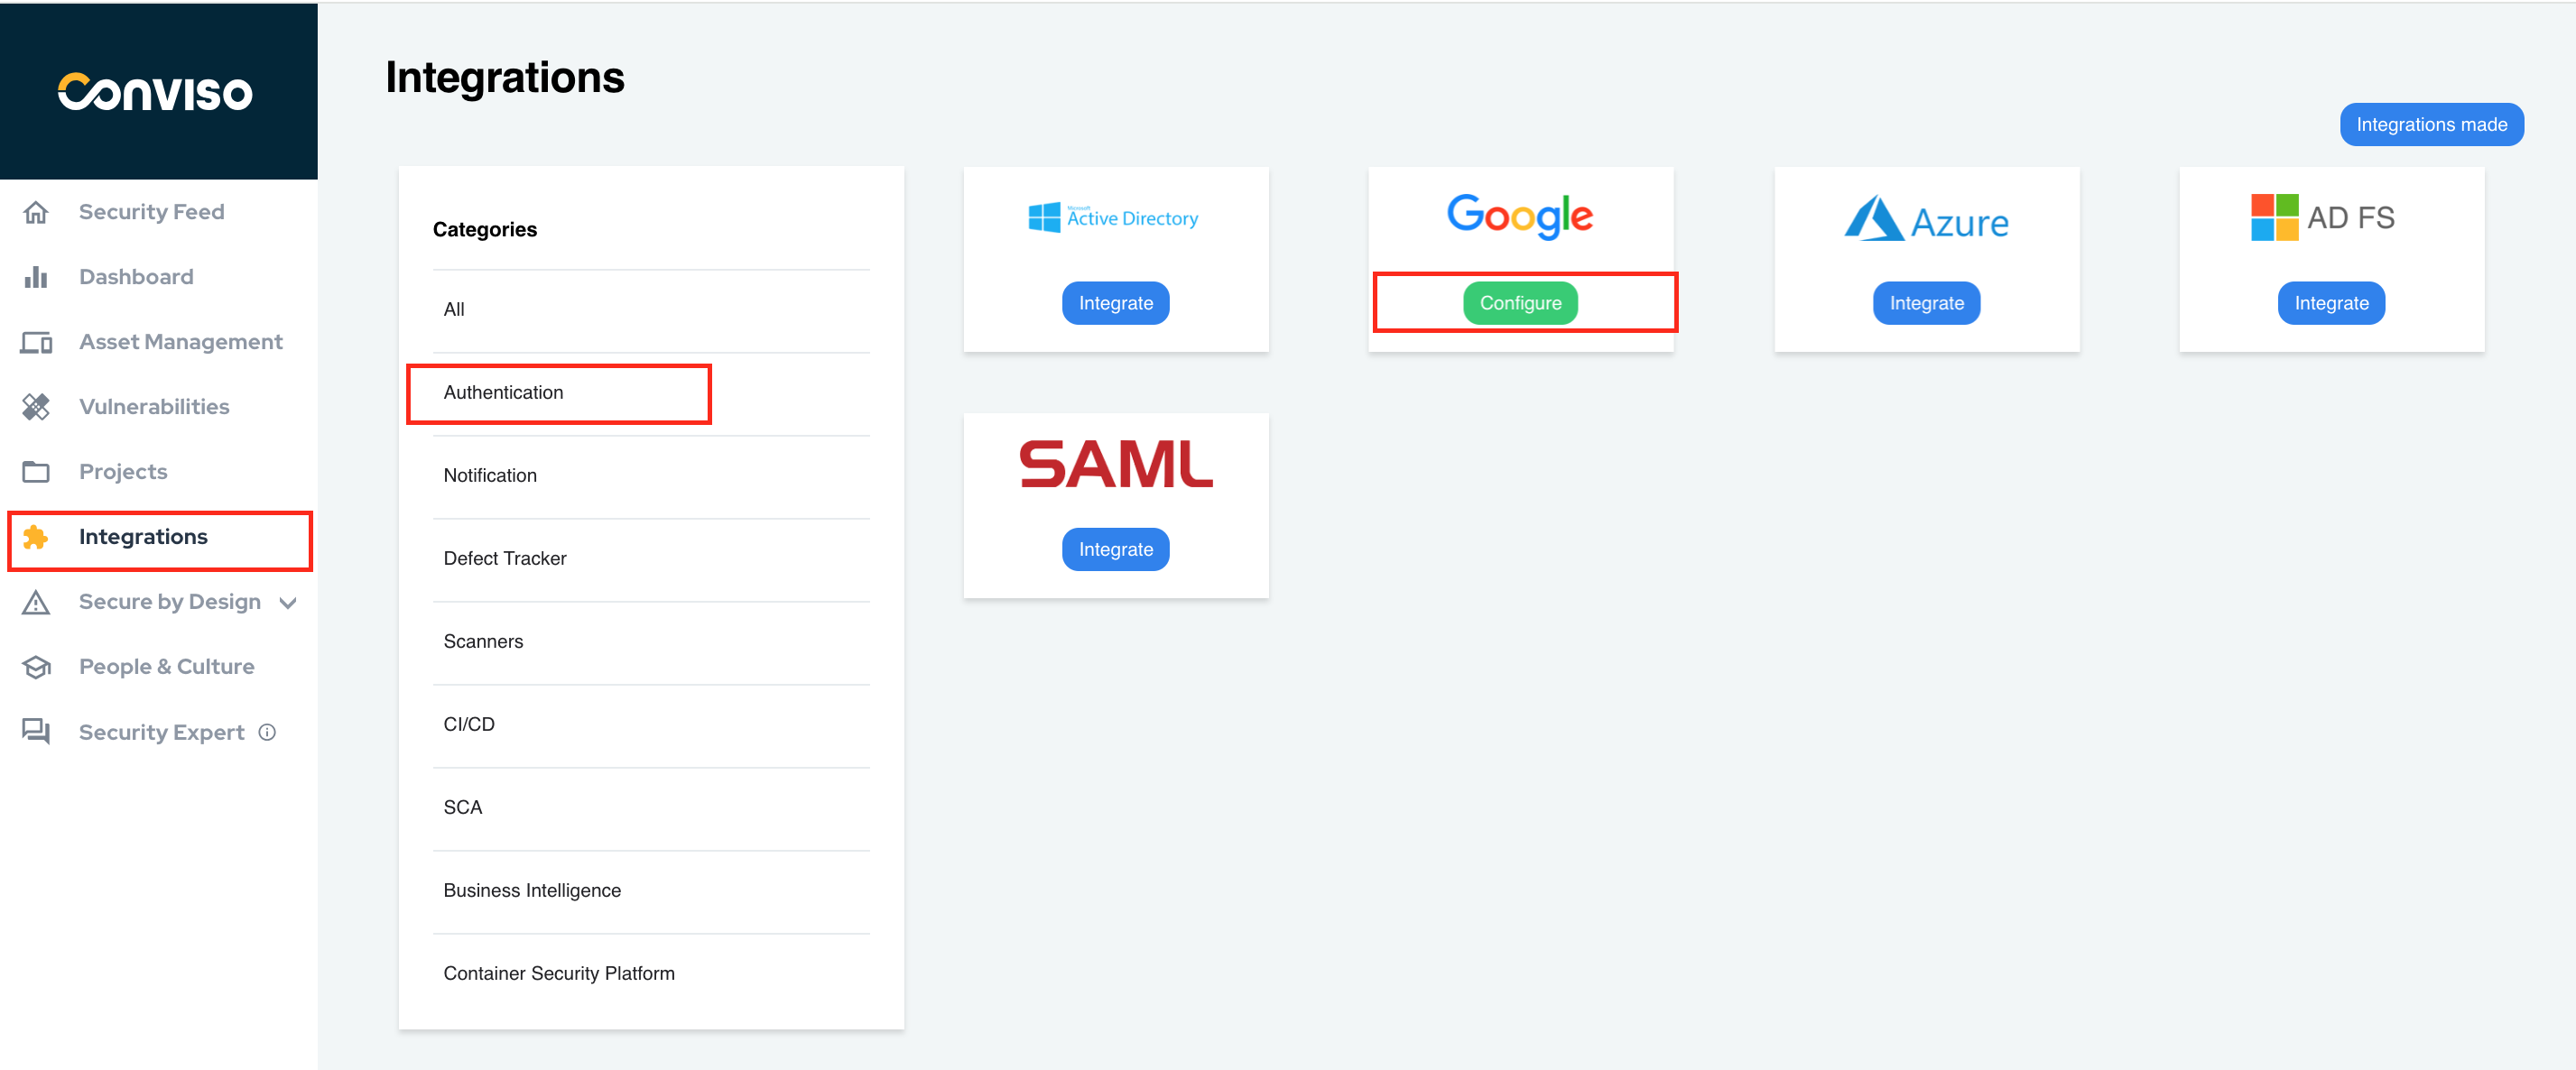 Conviso
Security Feed
Dashboard
Asset Management
Vulnerabilities
Projects
Integrations
Secure by Design
People & Culture
Security Expert
Integrations
Integrations made
Categories
All
Authentication
Notification
Defect Tracker
Scanners
CI/CD
SCA
Business Intelligence
Container Security Platform
Microsoft
Active Directory
Integrate
Google
Configure
Azure
Integrate
AD FS
Integrate
SAML
Integrate